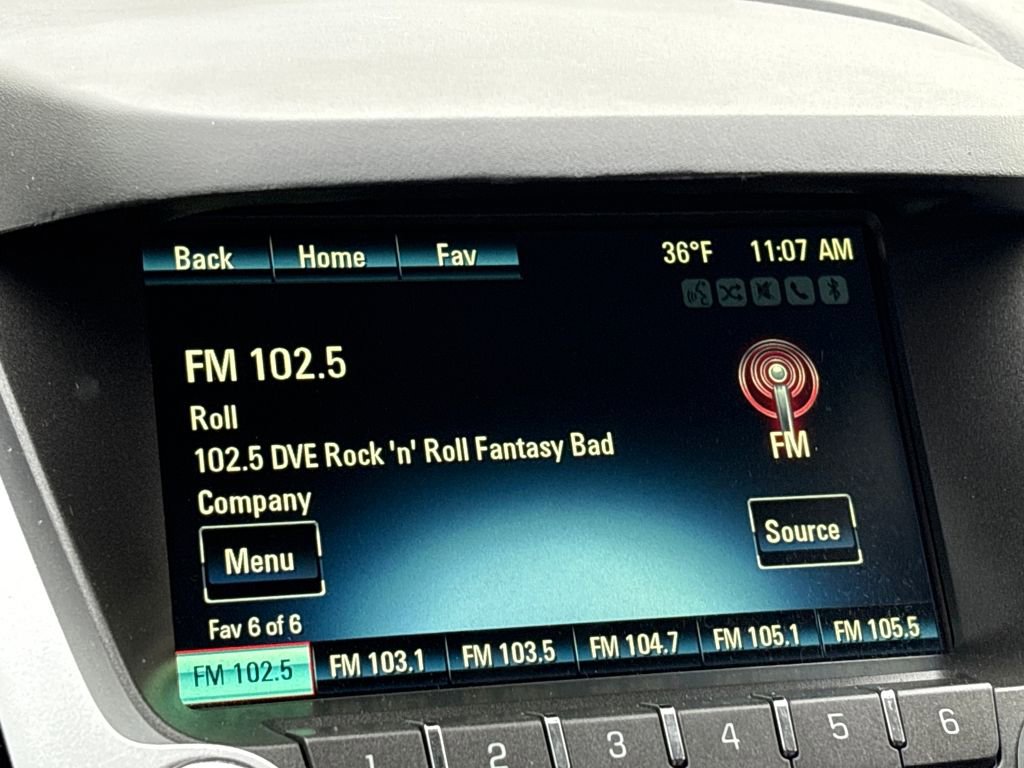 Back Home Fav 36°F 11:07 AM
FM 102.5
Roll
102.5 DVE Rock 'n' Roll Fantasy Bad
Company
FM
Menu
Source
Fav 6 of 6
FM 102.5 FM 103.1 FM 103.5 FM 104.7 FM 105.1 FM 105.5
1 2 3 4 5 6